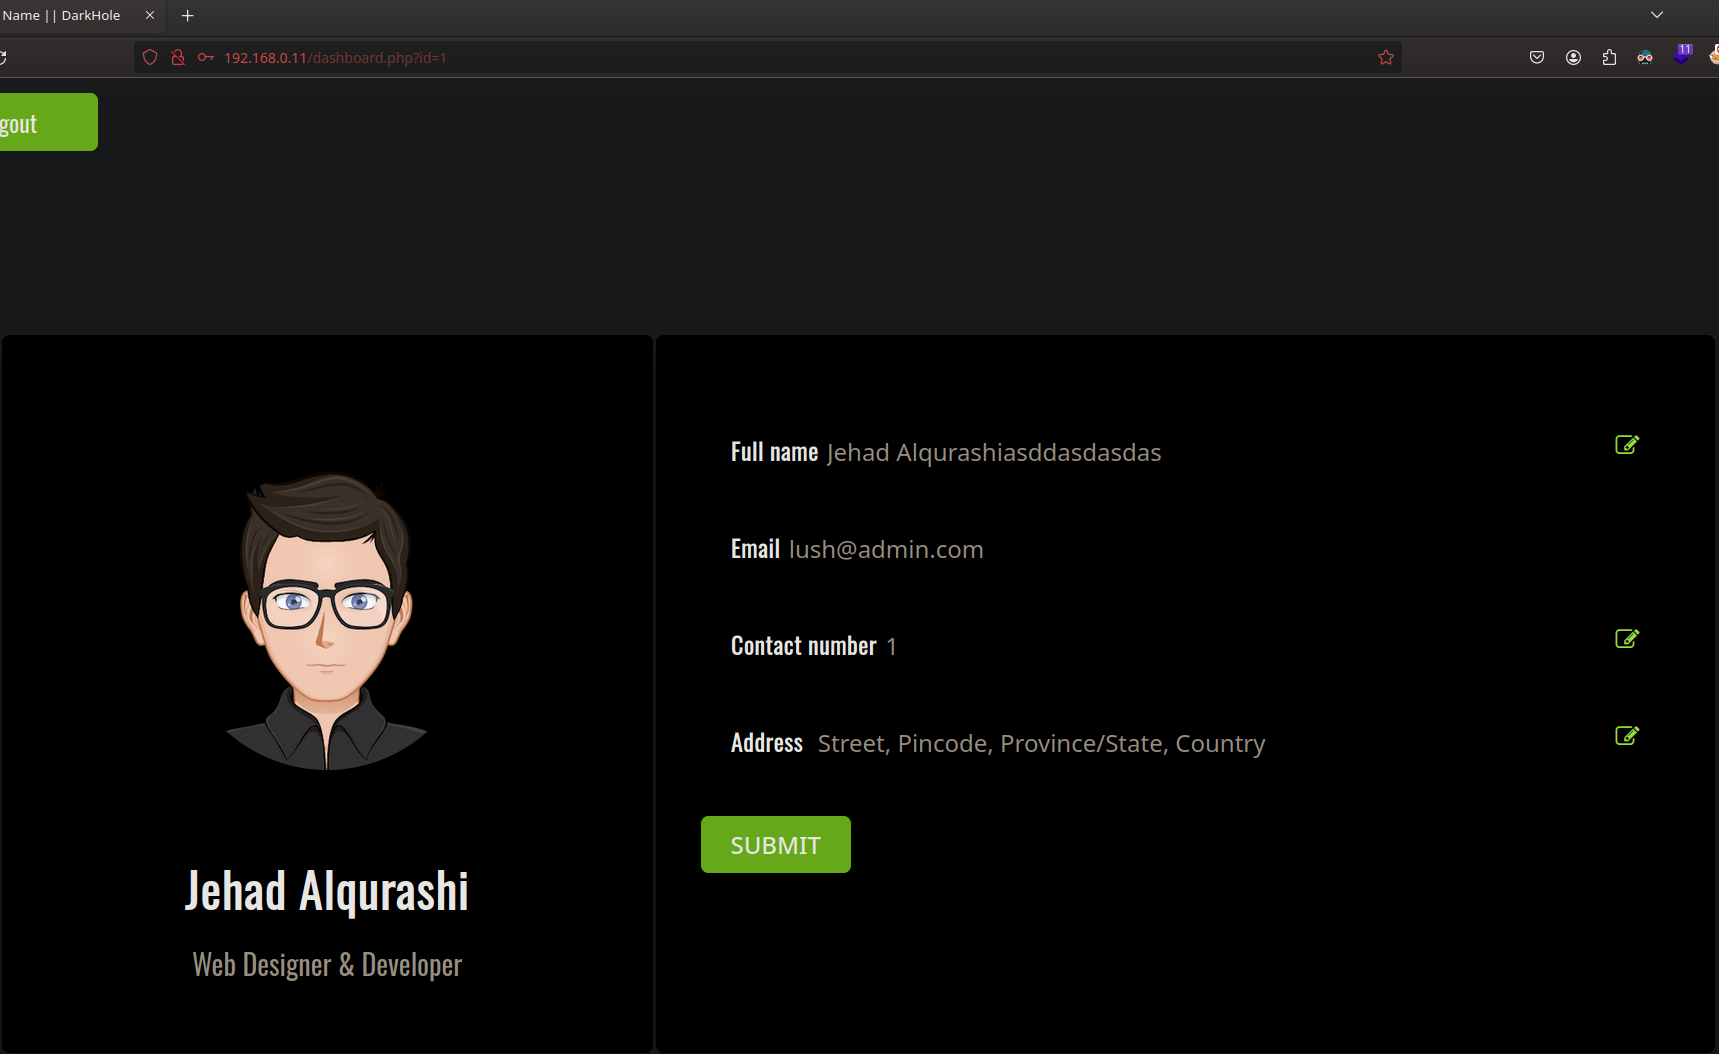 Name || DarkHole
192.168.0.11/dashboard.php?id=1
11
gout
Full name Jehad Alqurashiasddasdasdas
Email lush@admin.com
Contact number 1
Address Street, Pincode, Province/State, Country
SUBMIT
Jehad Alqurashi
Web Designer & Developer